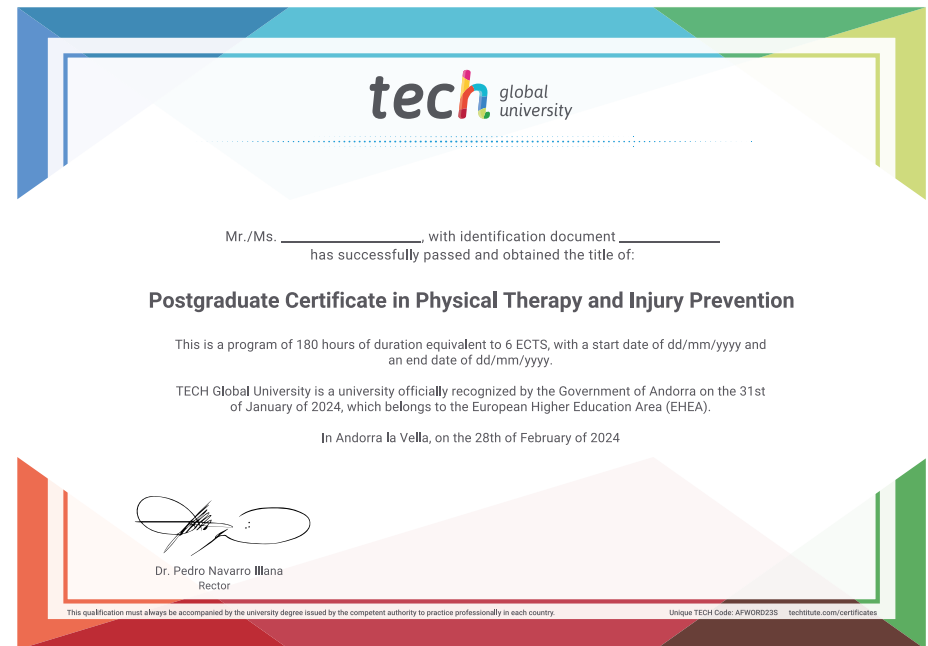 tech global
university
Mr./Ms. ____________, with identification document ____________
has successfully passed and obtained the title of:
Postgraduate Certificate in Physical Therapy and Injury Prevention
This is a program of 180 hours of duration equivalent to 6 ECTS, with a start date of dd/mm/yyyy and
an end date of dd/mm/yyyy.
TECH Global University is a university officially recognized by the Government of Andorra on the 31st
of January of 2024, which belongs to the European Higher Education Area (EHEA).
In Andorra la Vella, on the 28th of February of 2024
Dr. Pedro Navarro Illana
Rector
This qualification must always be accompanied by the university degree issued by the competent authority to practice professionally in each country.
Unique TECH Code: AFWORD23S techtitute.com/certificates